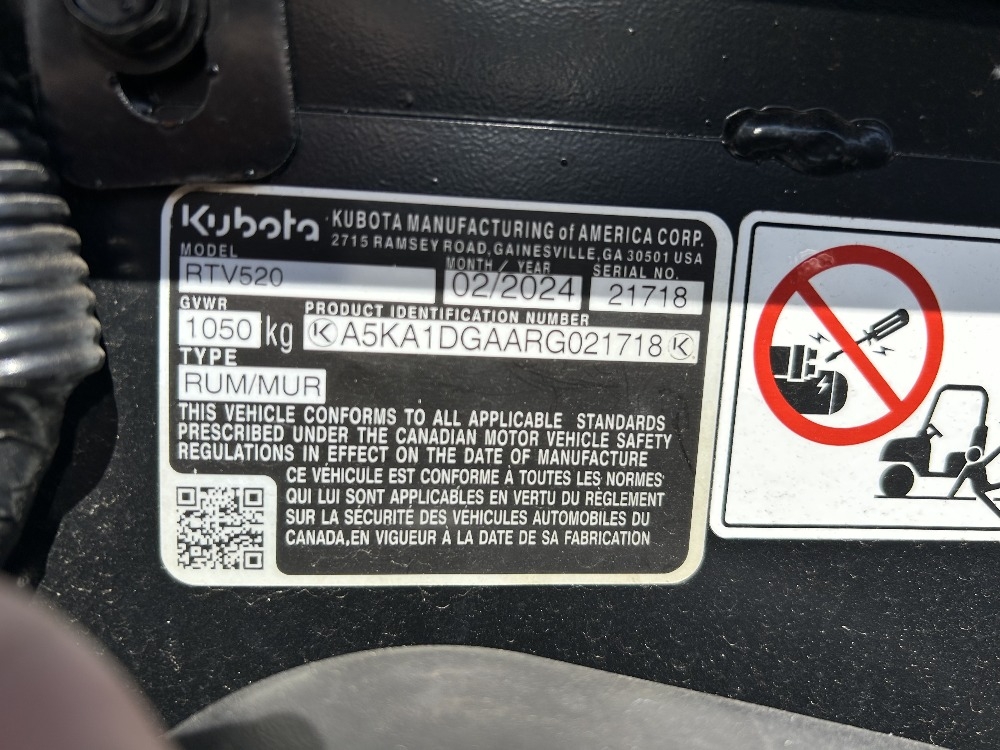 Kubota KUBOTA MANUFACTURING of AMERICA CORP.
2715 RAMSEY ROAD,GAINESVILLE,GA 30501 USA
MODEL MONTH / YEAR SERIAL NO.
RTV520 02/2024 21718
GVWR PRODUCT IDENTIFICATION NUMBER
1050 kg K A5KA1DGAARG021718 K
TYPE
RUM/MUR
THIS VEHICLE CONFORMS TO ALL APPLICABLE STANDARDS
PRESCRIBED UNDER THE CANADIAN MOTOR VEHICLE SAFETY
REGULATIONS IN EFFECT ON THE DATE OF MANUFACTURE
CE VÉHICULE EST CONFORME À TOUTES LES NORMES
QUI LUI SONT APPLICABLES EN VERTU DU RÈGLEMENT
SUR LA SÉCURITÉ DES VÉHICULES AUTOMOBILES DU
CANADA,EN VIGUEUR À LA DATE DE SA FABRICATION